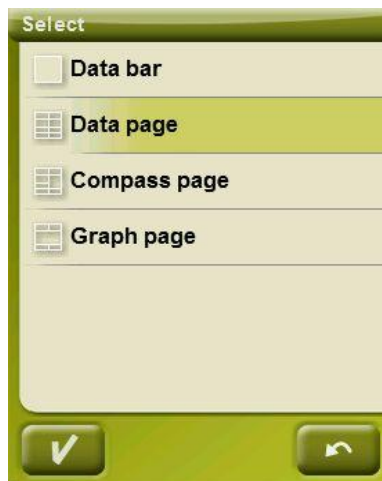 Select
Data bar
Data page
Compass page
Graph page